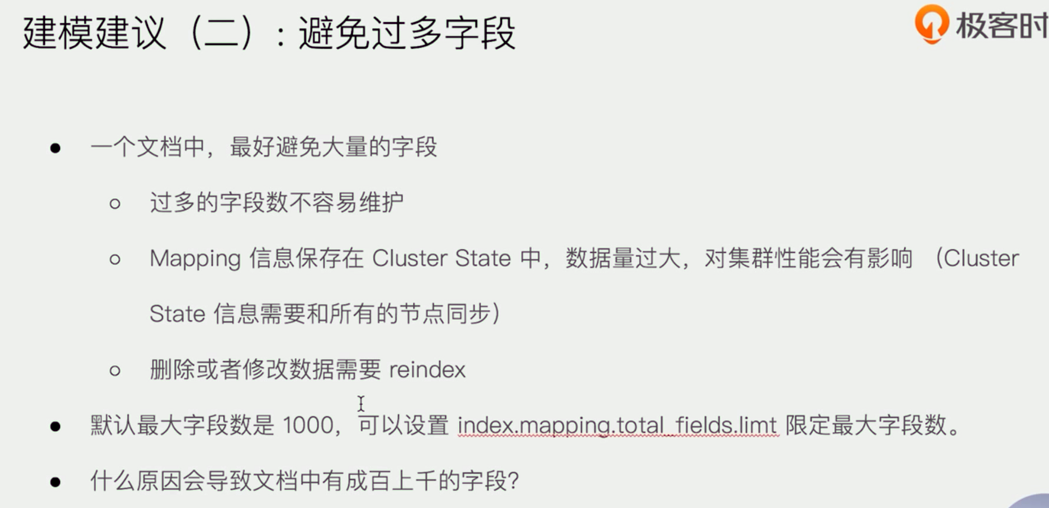 建模建议（二）: 避免过多字段
极客时
● 一个文档中，最好避免大量的字段
○ 过多的字段数不容易维护
○ Mapping 信息保存在 Cluster State 中，数据量过大，对集群性能会有影响 （Cluster
State 信息需要和所有的节点同步）
○ 删除或者修改数据需要 reindex
● 默认最大字段数是 1000，可以设置 index.mapping.total_fields.limt 限定最大字段数。
● 什么原因会导致文档中有成百上千的字段？